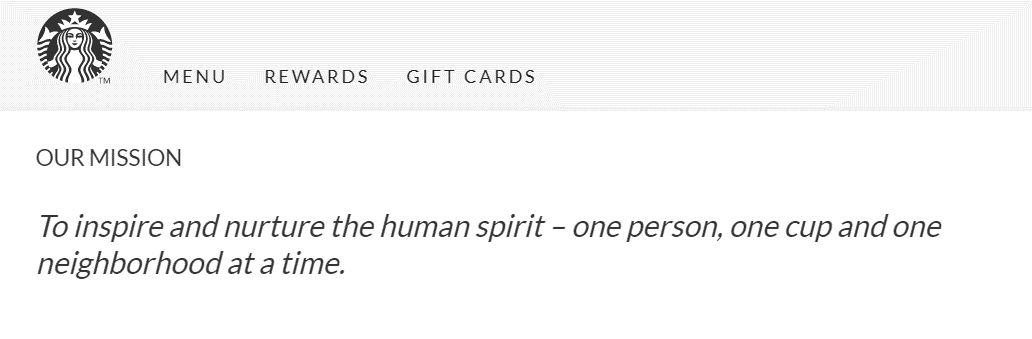 TM
MENU REWARDS GIFT CARDS
OUR MISSION
To inspire and nurture the human spirit – one person, one cup and one
neighborhood at a time.